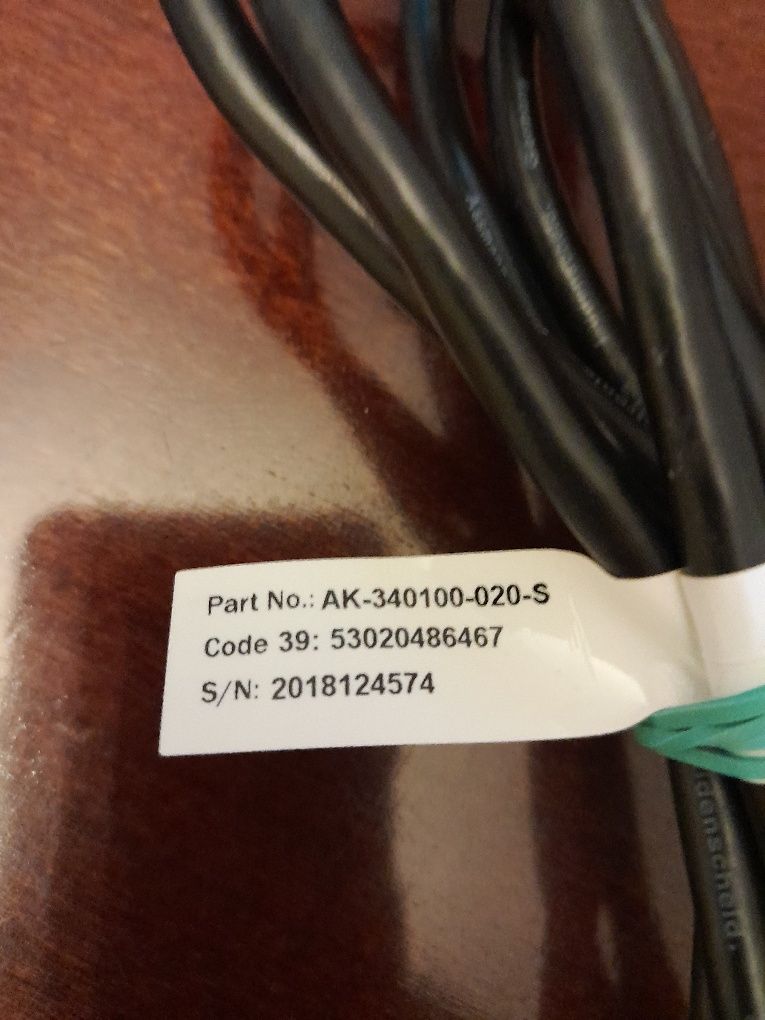 Part No.: AK-340100-020-S
Code 39: 53020486467
S/N: 2018124574